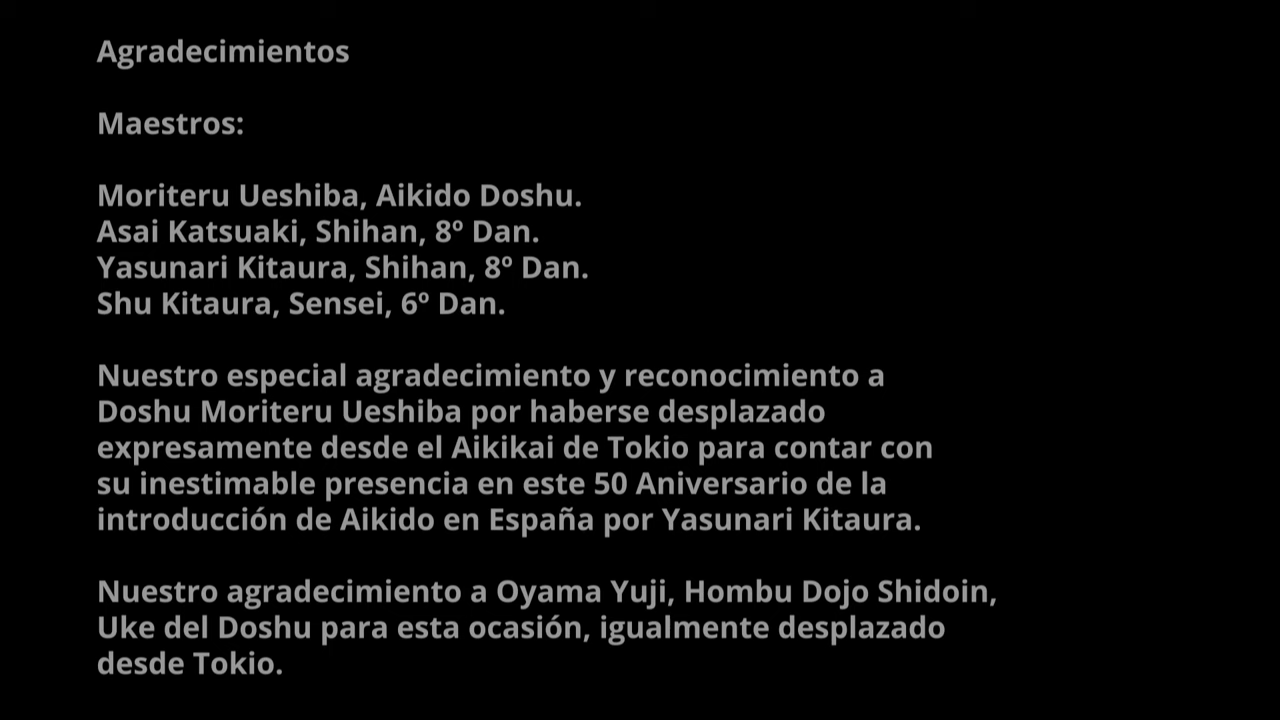 Agradecimientos
Maestros:
Moriteru Ueshiba, Aikido Doshu.
Asai Katsuaki, Shihan, 8º Dan.
Yasunari Kitaura, Shihan, 8º Dan.
Shu Kitaura, Sensei, 6º Dan.
Nuestro especial agradecimiento y reconocimiento a
Doshu Moriteru Ueshiba por haberse desplazado
expresamente desde el Aikikai de Tokio para contar con
su inestimable presencia en este 50 Aniversario de la
introducción de Aikido en España por Yasunari Kitaura.
Nuestro agradecimiento a Oyama Yuji, Hombu Dojo Shidoin,
Uke del Doshu para esta ocasión, igualmente desplazado
desde Tokio.